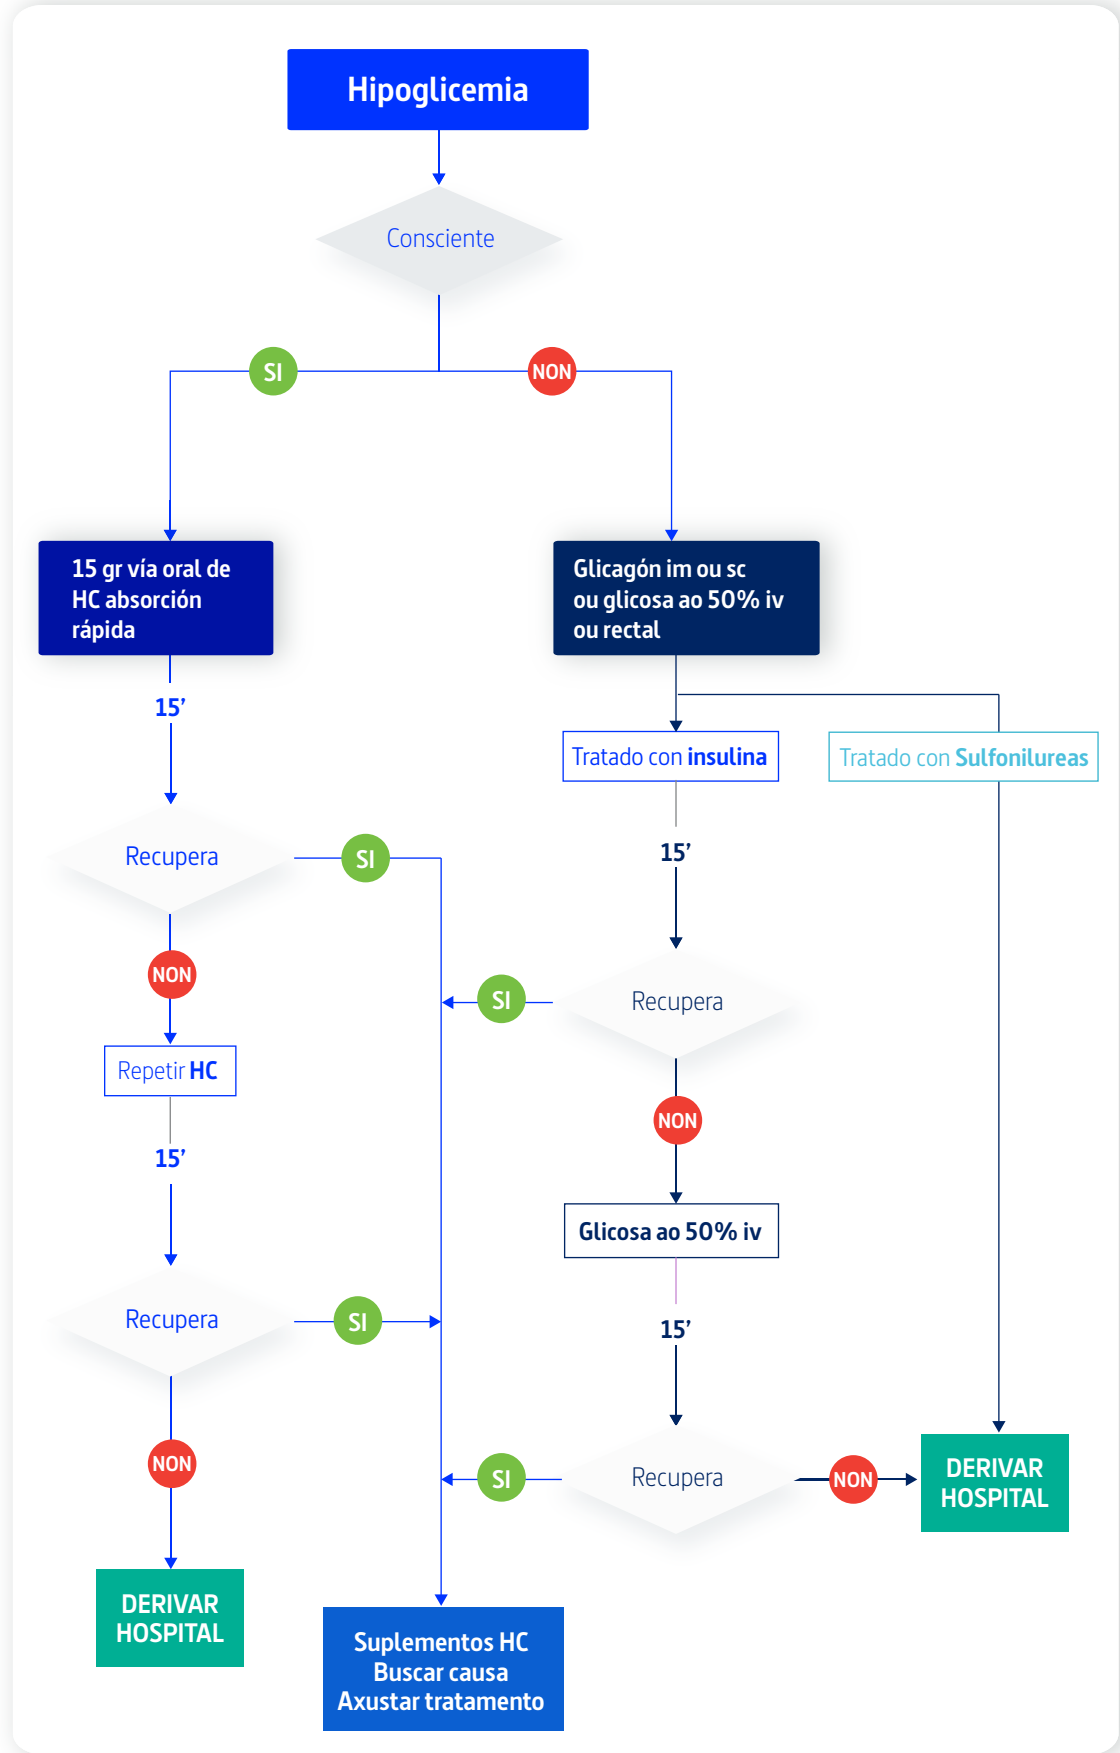 Hipoglicemia
Consciente
SI
NON
15 gr vía oral de
HC absorción
rápida
Glicagón im ou sc
ou glicosa ao 50% iv
ou rectal
15’
Tratado con insulina
Tratado con Sulfonilureas
Recupera
SI
15’
NON
SI
Recupera
Repetir HC
NON
15’
Glicosa ao 50% iv
Recupera
SI
15’
NON
SI
Recupera
NON
DERIVAR
HOSPITAL
DERIVAR
HOSPITAL
Suplementos HC
Buscar causa
Axustar tratamento